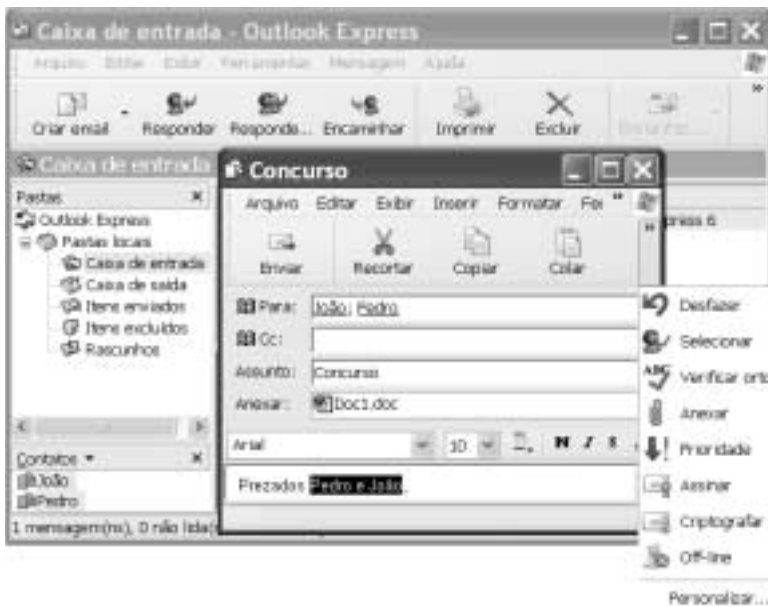 Caixa de entrada - Outlook Express
Arquivo Editar Exibir Ferramentas Mensagem Ajuda
Criar email Responder Responde... Encaminhar Imprimir Excluir
Caixa de entrada
Concurso
Pastas
Arquivo Editar Exibir Inserir Formatar Fei
Outlook Express
press 6
Pastas locais
Caixa de entrada
Caixa de saída
Itens enviados
Itens excluídos
Rascunhos
Enviar Recortar Copiar Colar
Para: João; Pedro
Cc:
Assunto: Concurso
Anexar: Doc1.doc
Arial 10 N I S
Prezados Pedro e João.
Contatos
João
Pedro
1 mensagem(ns), 0 não lida(
Desfazer
Selecionar
ABC Verificar orto
Anexar
Prioridade
Assinar
Criptografar
Off-line
Personalizar...